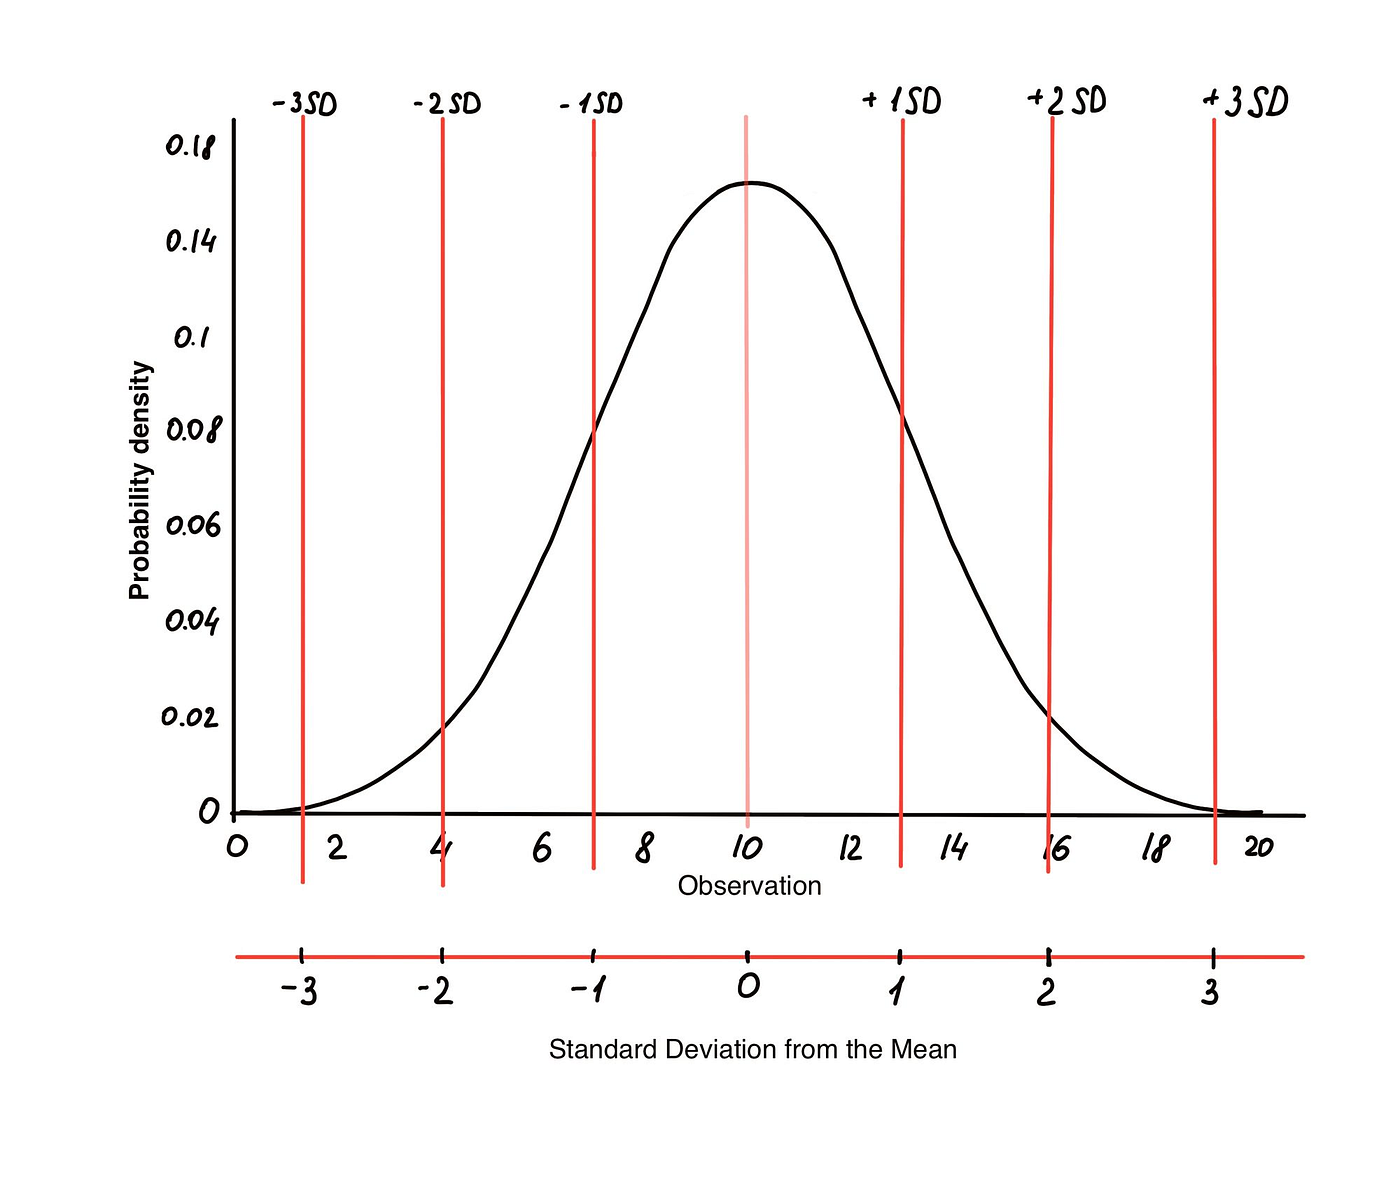 -3SD -2SD -1SD +1SD +2SD +3SD
0.18
0.14
0.1
0.08
0.06
0.04
0.02
0
Probability density
0 2 4 6 8 10 12 14 16 18 20
Observation
-3 -2 -1 0 1 2 3
Standard Deviation from the Mean